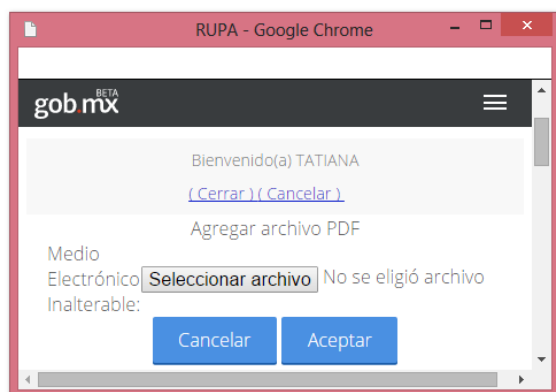 RUPA - Google Chrome
gob.mx BETA
Bienvenido(a) TATIANA
( Cerrar ) ( Cancelar )
Agregar archivo PDF
Medio
Electrónico Seleccionar archivo No se eligió archivo
Inalterable:
Cancelar Aceptar